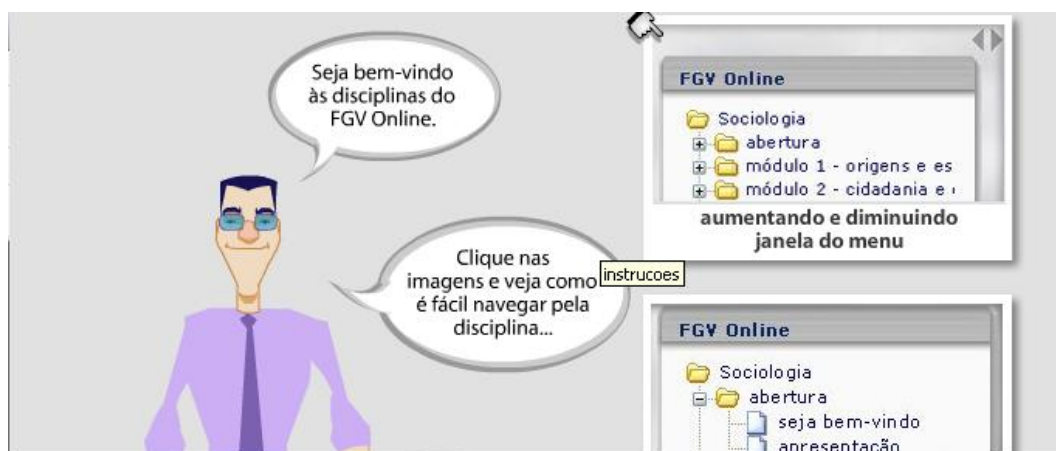 Seja bem-vindo
às disciplinas do
FGV Online.
Clique nas
imagens e veja como
é fácil navegar pela
disciplina...
instrucoes
FGV Online
Sociologia
abertura
módulo 1 - origens e es
módulo 2 - cidadania e
aumentando e diminuindo
janela do menu
FGV Online
Sociologia
abertura
seja bem-vindo
apresentação